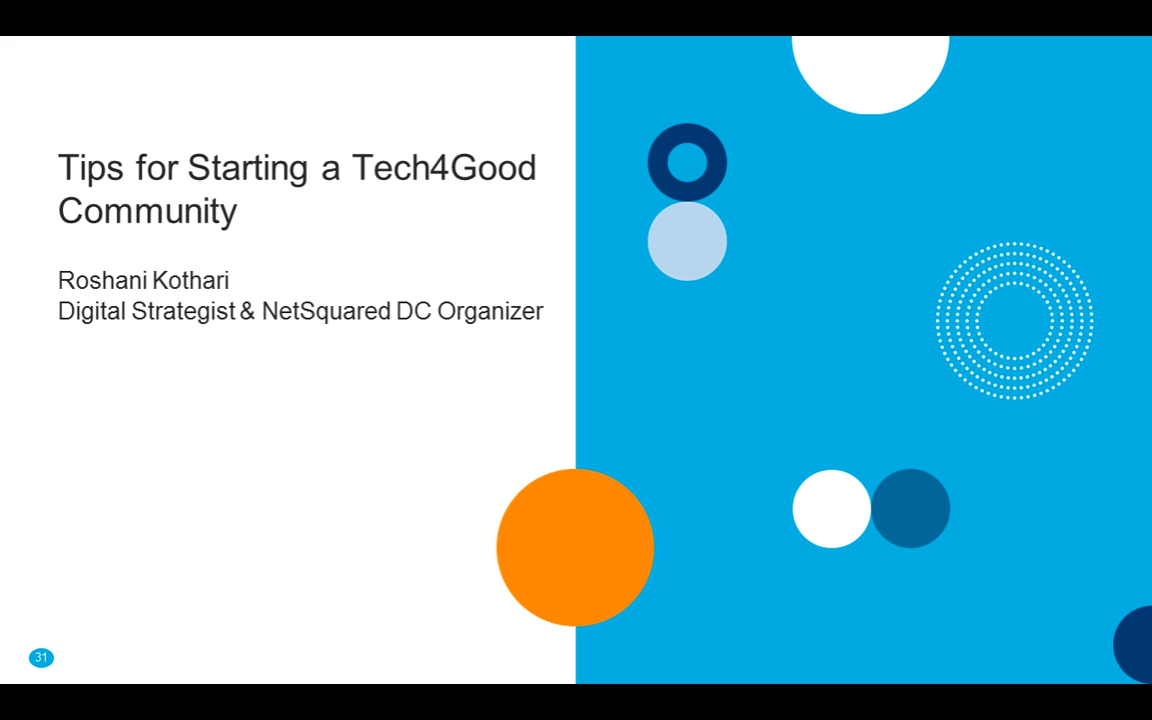 Tips for Starting a Tech4Good
Community
Roshani Kothari
Digital Strategist & NetSquared DC Organizer
31